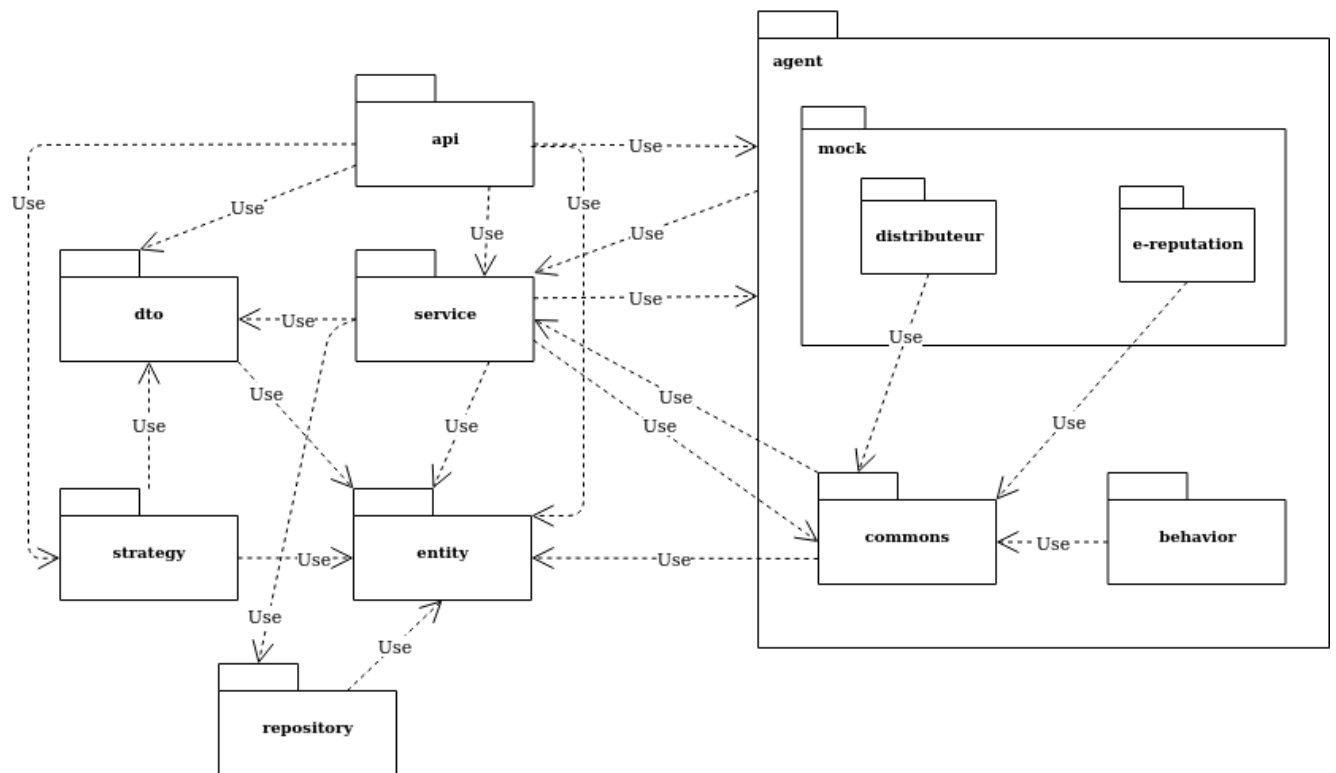 agent
api
Use
mock
Use
Use
Use
Use
distributeur
e-reputation
Use
Use
dto
Use
service
Use
Use
Use
Use
Use
Use
Use
Use
strategy
Use
entity
Use
commons
Use
behavior
Use
Use
repository